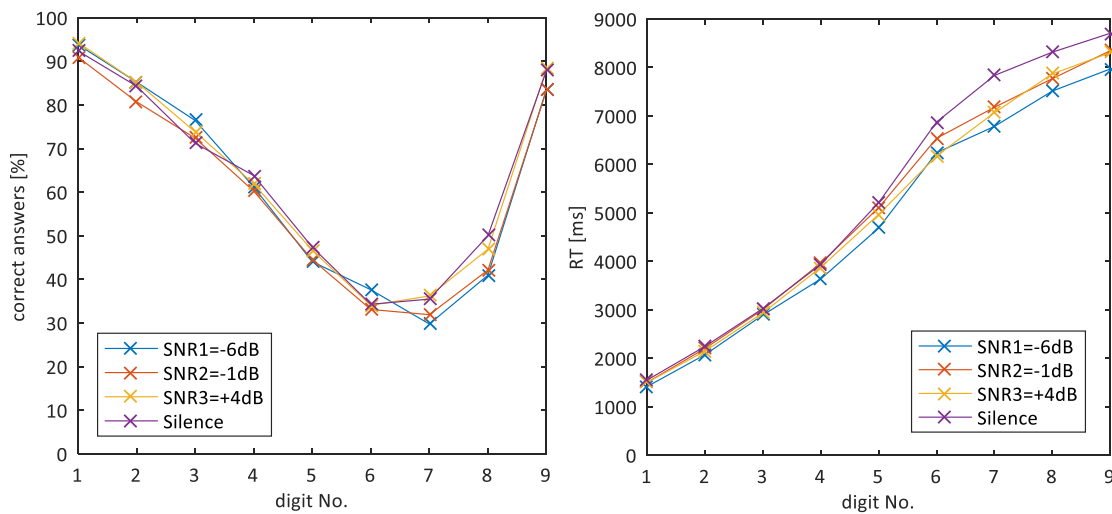 100
90
80
70
60
50
40
30
20
10
0
correct answers [%]
SNR1=-6dB
SNR2=-1dB
SNR3=+4dB
Silence
1 2 3 4 5 6 7 8 9
digit No.
9000
8000
7000
6000
5000
4000
3000
2000
1000
0
RT [ms]
SNR1=-6dB
SNR2=-1dB
SNR3=+4dB
Silence
1 2 3 4 5 6 7 8 9
digit No.